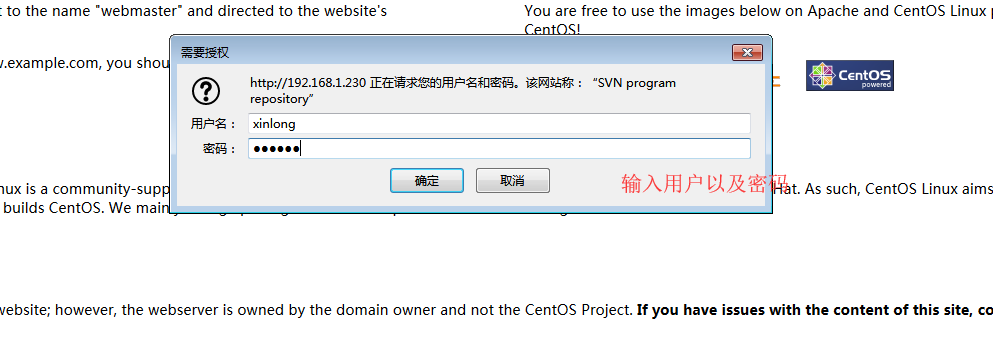 t to the name "webmaster" and directed to the website's
You are free to use the images below on Apache and CentOS Linux p
CentOS!
w.example.com, you shou
需要授权
http://192.168.1.230 正在请求您的用户名和密码。该网站称：“SVN program
repository”
用户名：
xinlong
密码：
●●●●●●
确定
取消
CentOS
powered
输入用户以及密码
nux is a community-supp
Hat. As such, CentOS Linux aims
builds CentOS. We main
website; however, the webserver is owned by the domain owner and not the CentOS Project. If you have issues with the content of this site, co